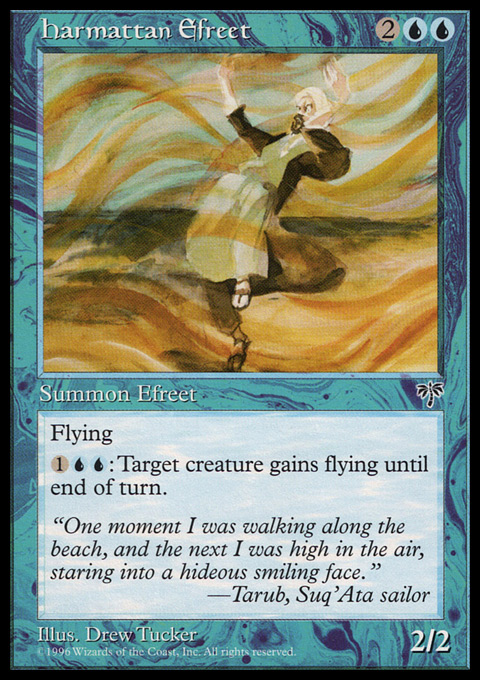 Harmattan Efreet 2
Summon Efreet
Flying
1 : Target creature gains flying until
end of turn.
“One moment I was walking along the
beach, and the next I was high in the air,
staring into a hideous smiling face.”
—Tarub, Suq’Ata sailor
Illus. Drew Tucker
2/2
©1996 Wizards of the Coast, Inc. All rights reserved.